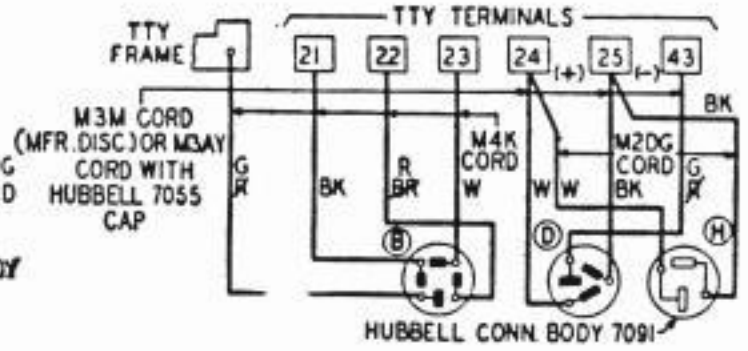 TTY TERMINALS
TTY
FRAME
21 22 23 24 25 43
(+) (-)
BK
M3M CORD
(MFR. DISC) OR M3AY
CORD WITH
HUBBELL 7055
CAP
G
D
M4K
CORD
M2DG
CORD
G
R
BK
R
BR
W
W
W
BK
G
R
B
D
H
HUBBELL CONN. BODY 7091